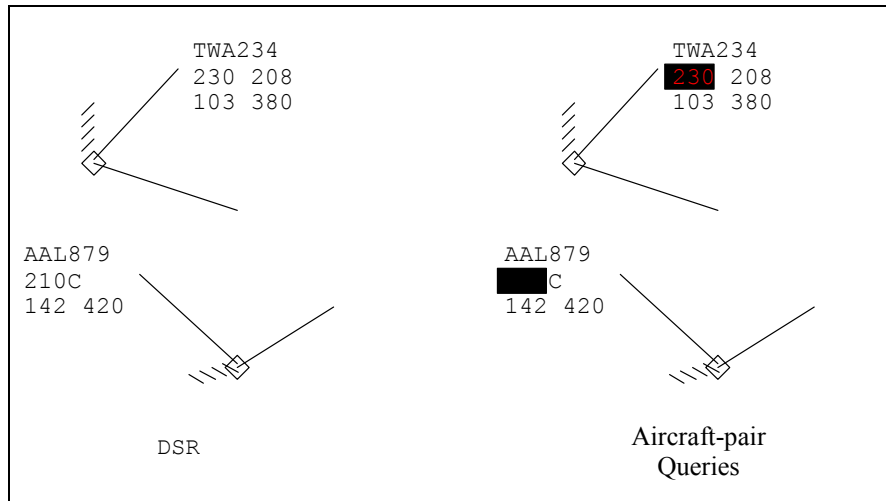 TWA234
230 208
103 380
AAL879
210C
142 420
DSR
TWA234
230 208
103 380
AAL879
C
142 420
Aircraft-pair
Queries